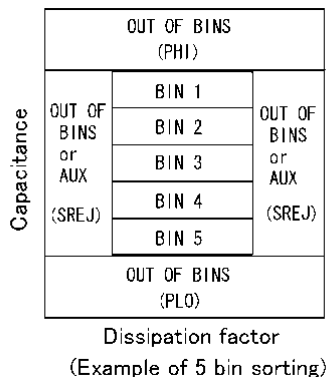 OUT OF BINS
(PHI)
Capacitance
OUT OF
BINS
or
AUX
(SREJ)
BIN 1
BIN 2
BIN 3
BIN 4
BIN 5
OUT OF
BINS
or
AUX
(SREJ)
OUT OF BINS
(PLO)
Dissipation factor
(Example of 5 bin sorting)